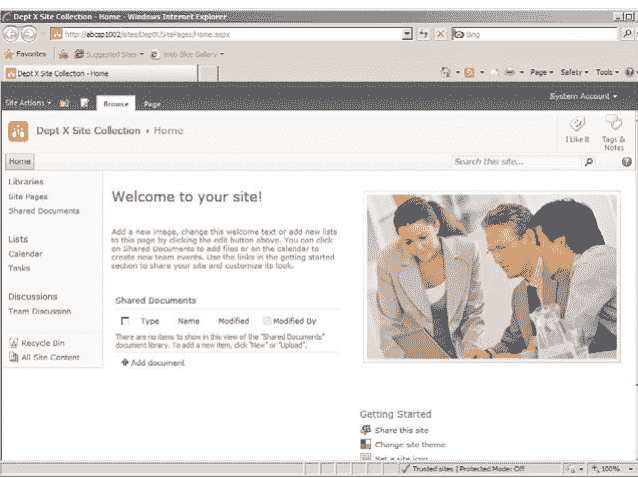 Dept X Site Collection - Home - Windows Internet Explorer
http://abcsp1002/sites/DeptX/SitePages/Home.aspx
Bing
Favorites Suggested Sites Web Slice Gallery
Dept X Site Collection - Home
Page Safety Tools
Site Actions Browse Page System Account
Dept X Site Collection Home
I Like It Tags & Notes
Home Search this site...
Libraries
Site Pages
Shared Documents
Lists
Calendar
Tasks
Discussions
Team Discussion
Recycle Bin
All Site Content
Welcome to your site!
Add a new image, change this welcome text or add new lists
to this page by clicking the edit button above. You can click
on Shared Documents to add files or on the calendar to
create new team events. Use the links in the getting started
section to share your site and customize its look.
Shared Documents
Type Name Modified Modified By
There are no items to show in this view of the "Shared Documents"
document library. To add a new item, click "New" or "Upload".
Add document
Getting Started
Share this site
Change site theme
Set a site icon
Trusted sites | Protected Mode: Off 100%